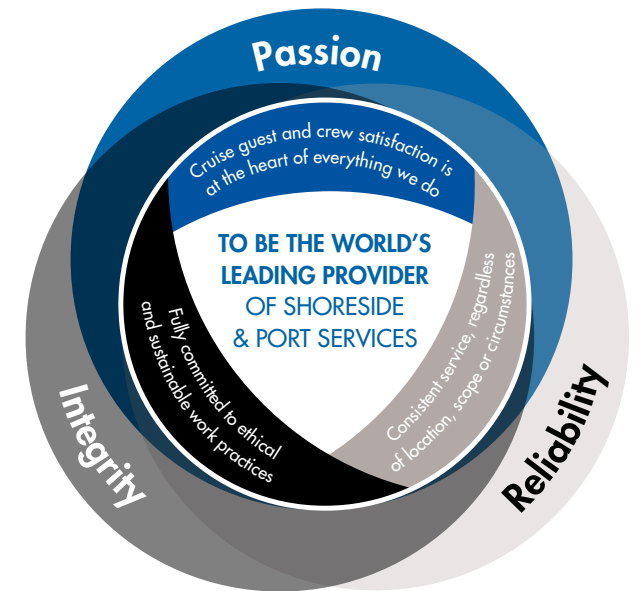 Passion
Cruise guest and crew satisfaction is
at the heart of everything we do
TO BE THE WORLD'S
LEADING PROVIDER
OF SHORESIDE
& PORT SERVICES
Fully committed to ethical
and sustainable work practices
Consistent service, regardless
of location, scope or circumstances
Integrity
Reliability